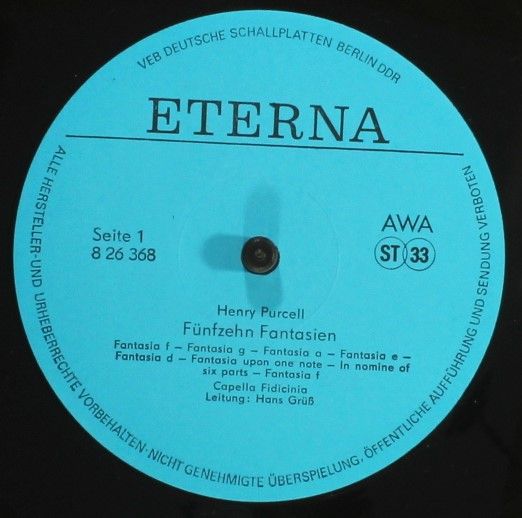 VEB DEUTSCHE SCHALLPLATTEN BERLIN DDR
ETERNA
Seite 1
8 26 368
AWA
ST 33
Henry Purcell
Fünfzehn Fantasien
Fantasia f – Fantasia g – Fantasia a – Fantasia e –
Fantasia d – Fantasia upon one note – In nomine of
six parts – Fantasia f
Capella Fidicinia
Leitung: Hans Grüß
ALLE HERSTELLER-UND URHEBERRECHTE VORBEHALTEN·NICHT GENEHMIGTE ÜBERSPIELUNG, ÖFFENTLICHE AUFFÜHRUNG UND SENDUNG VERBOTEN